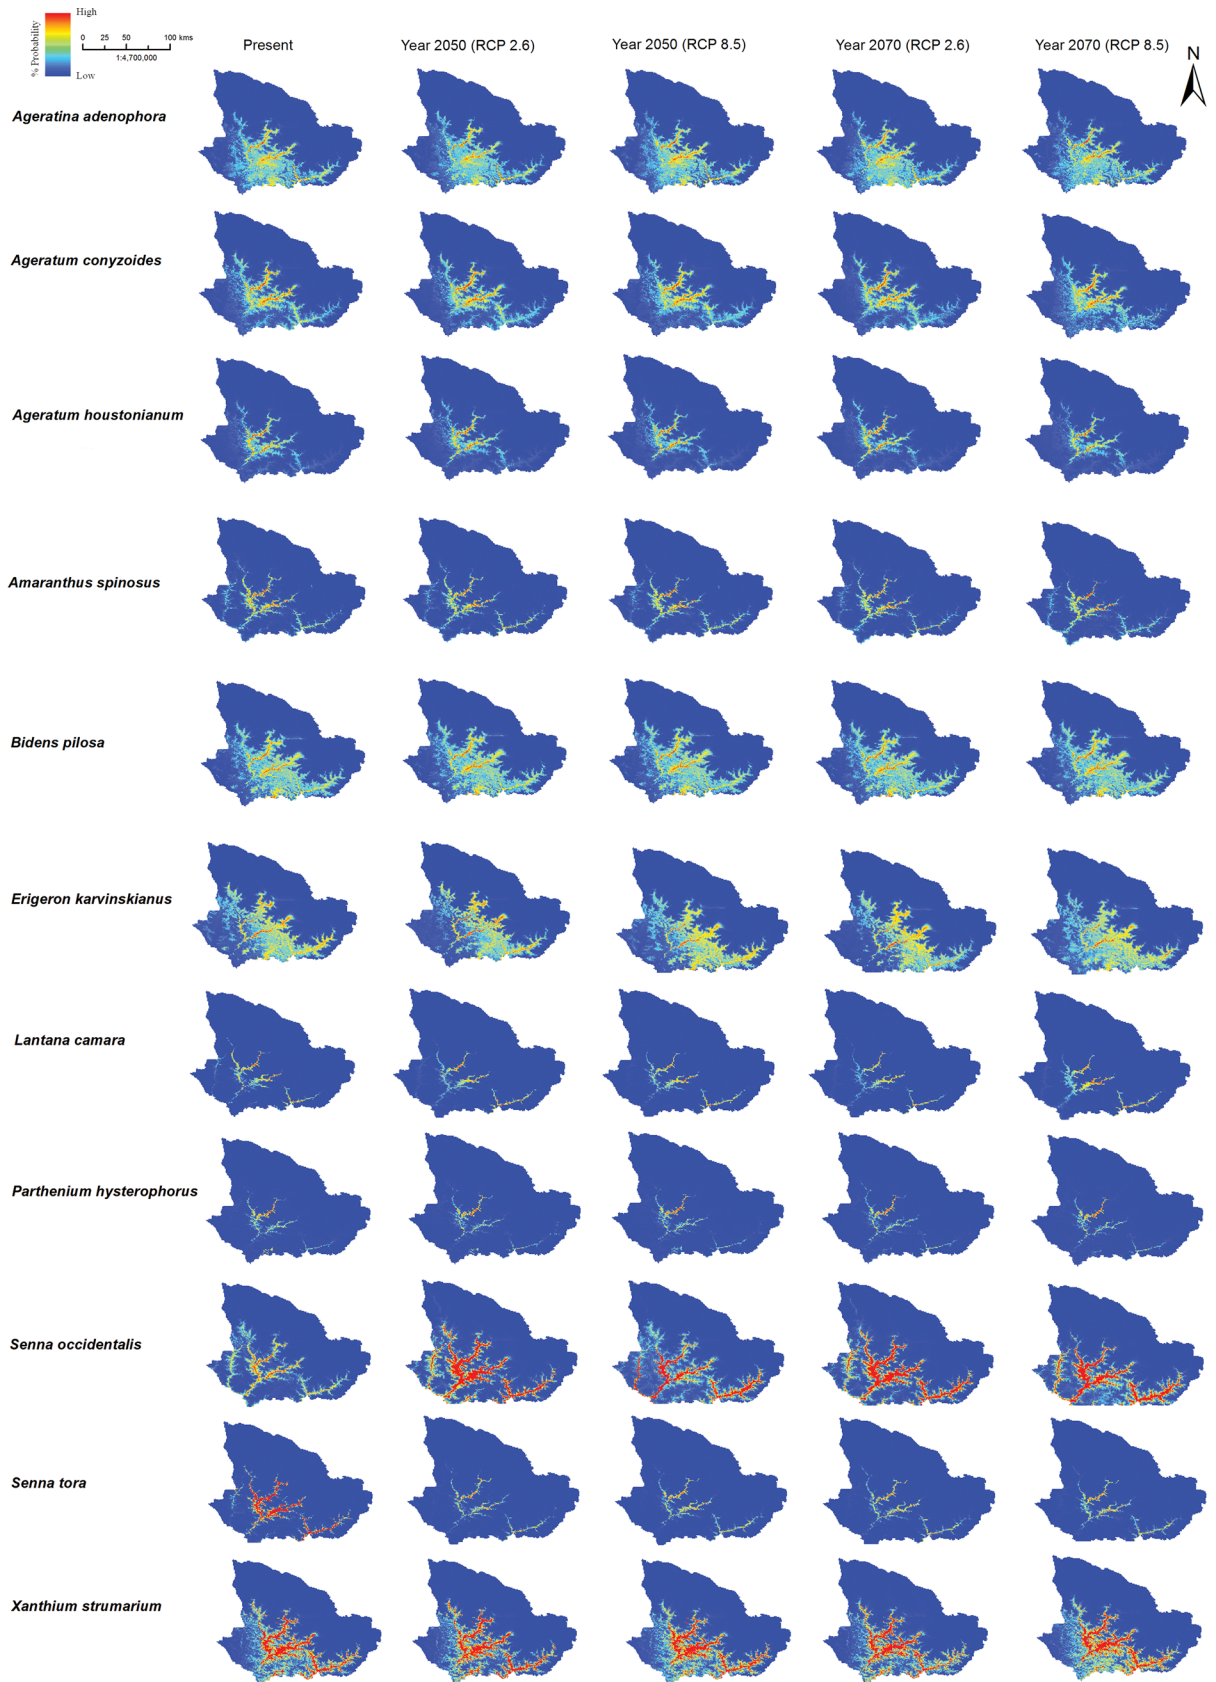 High
% Probability
Low
0 25 50 100 kms
1:4,700,000
Present
Year 2050 (RCP 2.6)
Year 2050 (RCP 8.5)
Year 2070 (RCP 2.6)
Year 2070 (RCP 8.5)
N
Ageratina adenophora
Ageratum conyzoides
Ageratum houstonianum
Amaranthus spinosus
Bidens pilosa
Erigeron karvinskianus
Lantana camara
Parthenium hysterophorus
Senna occidentalis
Senna tora
Xanthium strumarium